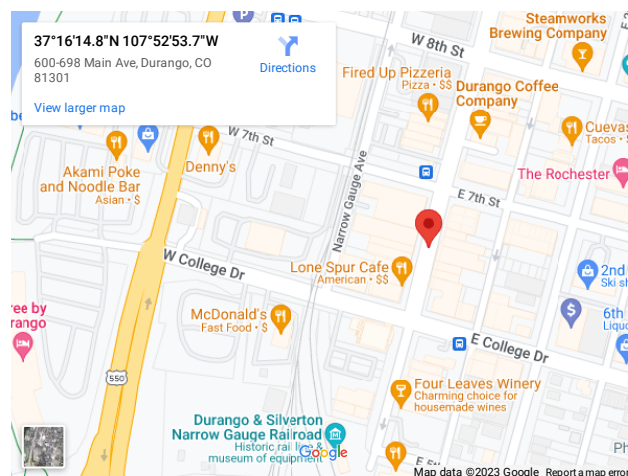 37°16'14.8"N 107°52'53.7"W
600-698 Main Ave, Durango, CO
81301
Directions
View larger map
Steamworks
Brewing Company
W 8th St
Fired Up Pizzeria
Pizza • $$
Durango Coffee
Company
Cuevas
Tacos •
W 7th St
Denny's
Akami Poke
and Noodle Bar
Asian • $
Narrow Gauge Ave
The Rochester
E 7th St
W College Dr
Lone Spur Cafe
American • $$
2nd
Ski sh
McDonald's
Fast Food • $
6th
Liquo
ree by
rango
E College Dr
550
Four Leaves Winery
Charming choice for
housemade wines
Durango & Silverton
Narrow Gauge Railroad
Historic rail line &
museum of equipment
Google
E 5th
Map data ©2023 Google
Report a map error